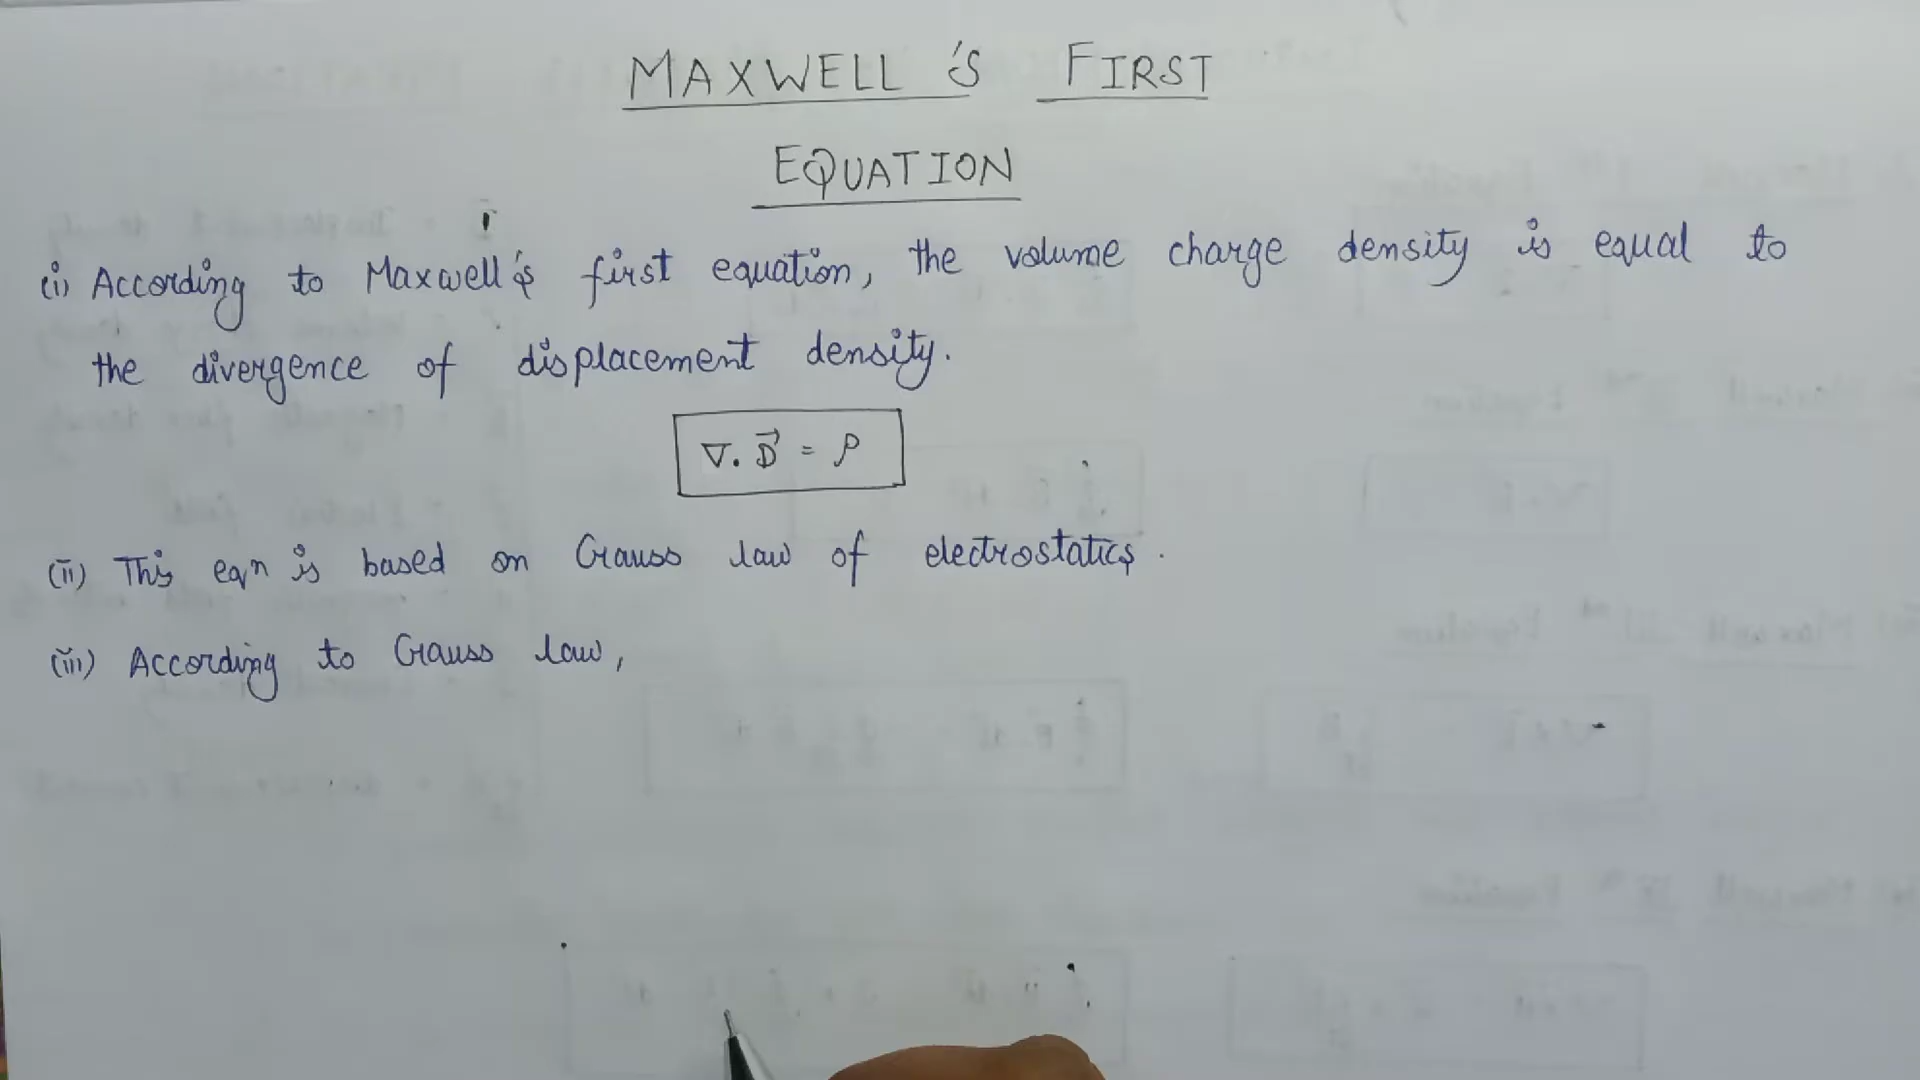 MAXWELL'S FIRST
EQUATION
(i) According to Maxwell's first equation, the volume charge density is equal to
the divergence of displacement density.
∇. D⃗ = ρ
(ii) This eqn is based on Gauss law of electrostatics.
(iii) According to Gauss law,